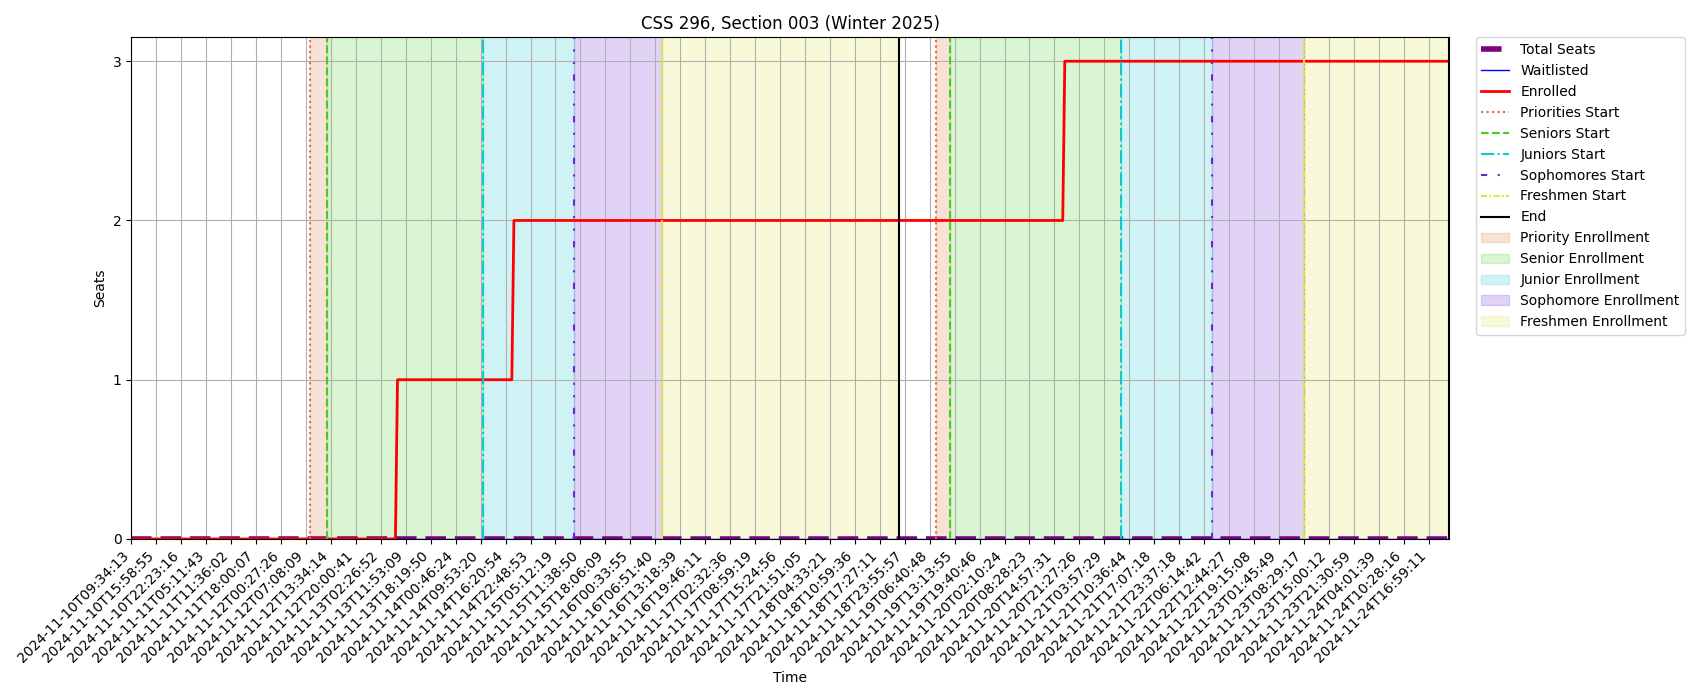 CSS 296, Section 003 (Winter 2025)
3
2
1
0
Seats
2024-11-10T09:34:13
2024-11-10T15:58:55
2024-11-10T22:23:16
2024-11-11T05:11:43
2024-11-11T11:36:02
2024-11-11T18:00:07
2024-11-12T00:27:26
2024-11-12T07:08:09
2024-11-12T13:34:14
2024-11-12T20:00:41
2024-11-13T02:26:52
2024-11-13T11:53:09
2024-11-13T18:19:50
2024-11-14T00:46:24
2024-11-14T09:53:20
2024-11-14T16:20:54
2024-11-14T22:48:53
2024-11-15T05:12:19
2024-11-15T11:38:50
2024-11-15T18:06:09
2024-11-16T00:33:55
2024-11-16T06:51:40
2024-11-16T13:18:39
2024-11-16T19:46:11
2024-11-17T02:32:36
2024-11-17T08:59:19
2024-11-17T15:24:56
2024-11-17T21:51:05
2024-11-18T04:33:21
2024-11-18T10:59:36
2024-11-18T17:27:11
2024-11-18T23:55:57
2024-11-19T06:40:48
2024-11-19T13:13:55
2024-11-19T19:40:46
2024-11-20T02:10:24
2024-11-20T08:28:23
2024-11-20T14:57:31
2024-11-20T21:27:26
2024-11-21T03:57:29
2024-11-21T10:36:44
2024-11-21T17:07:18
2024-11-21T23:37:18
2024-11-22T06:14:42
2024-11-22T12:44:27
2024-11-22T19:15:08
2024-11-23T01:45:49
2024-11-23T08:29:17
2024-11-23T15:00:12
2024-11-23T21:30:59
2024-11-24T04:01:39
2024-11-24T10:28:16
2024-11-24T16:59:11
Time
Total Seats
Waitlisted
Enrolled
Priorities Start
Seniors Start
Juniors Start
Sophomores Start
Freshmen Start
End
Priority Enrollment
Senior Enrollment
Junior Enrollment
Sophomore Enrollment
Freshmen Enrollment